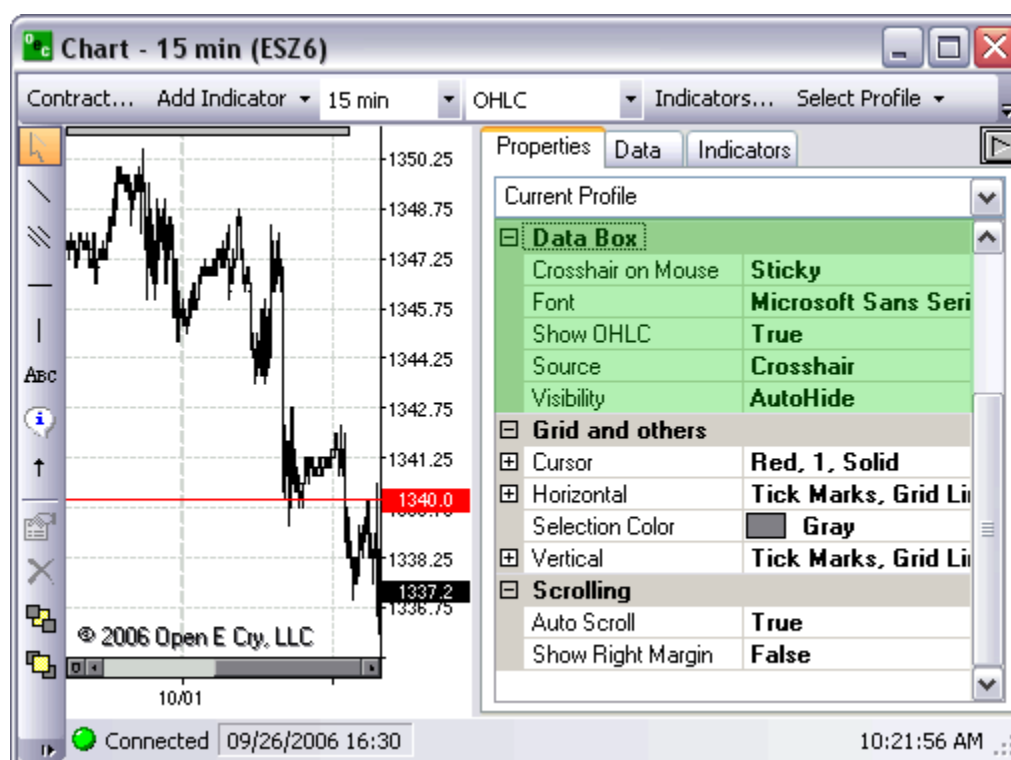 Oec Chart - 15 min (ESZ6)
Contract... Add Indicator 15 min OHLC Indicators... Select Profile
ABC
1350.25
1348.75
1347.25
1345.75
1344.25
1342.75
1341.25
1340.0
1338.25
1337.2
1336.75
© 2006 Open E Cry, LLC
10/01
Properties Data Indicators
Current Profile
Data Box
Crosshair on Mouse Sticky
Font Microsoft Sans Seri
Show OHLC True
Source Crosshair
Visibility AutoHide
Grid and others
Cursor Red, 1, Solid
Horizontal Tick Marks, Grid Li
Selection Color Gray
Vertical Tick Marks, Grid Li
Scrolling
Auto Scroll True
Show Right Margin False
Connected 09/26/2006 16:30 10:21:56 AM